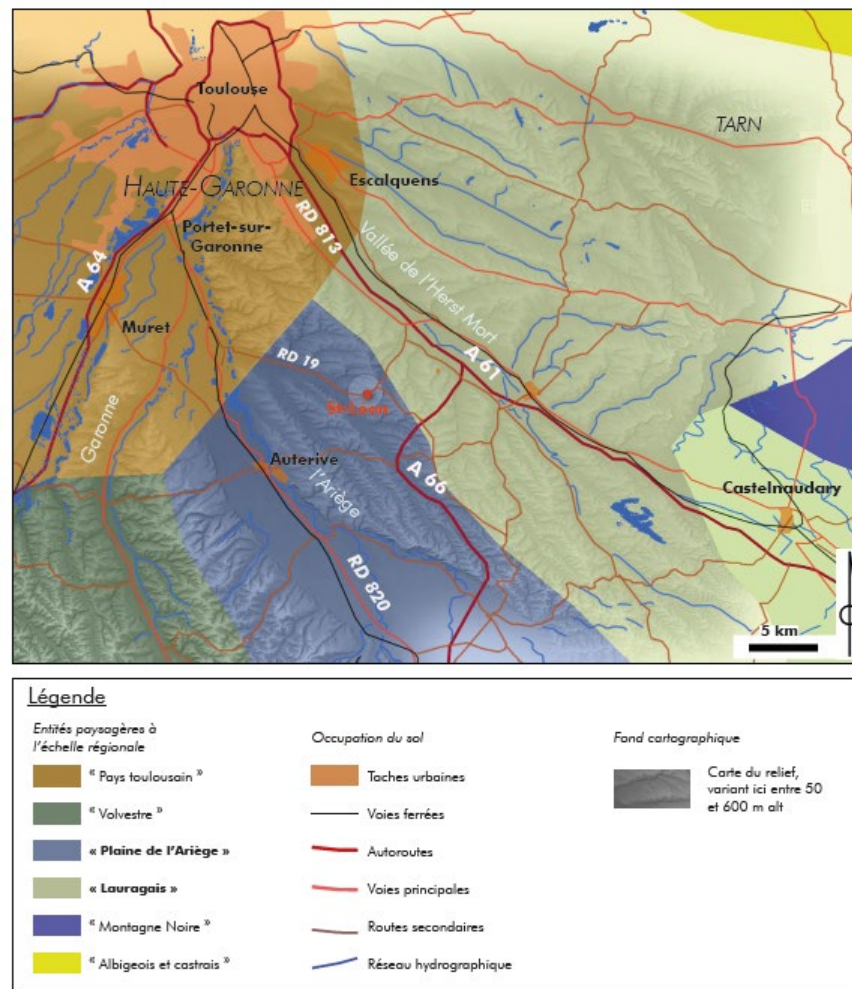 Toulouse
TARN
HAUTE-GARONNE
Escalquens
Portet-sur-
Garonne
RD 813
Vallée de l'Herst Mort
A 64
Muret
A 61
RD 19
St-Léon
Garonne
Auterive
l'Ariège
A 66
Castelnaudary
RD 820
5 km
Légende
Entités paysagères à
l'échelle régionale
Occupation du sol
Fond cartographique
« Pays toulousain »
Taches urbaines
Carte du relief,
variant ici entre 50
et 600 m alt
« Volvestre »
Voies ferrées
« Plaine de l'Ariège »
Autoroutes
« Lauragais »
Voies principales
« Montagne Noire »
Routes secondaires
« Albigeois et castrais »
Réseau hydrographique